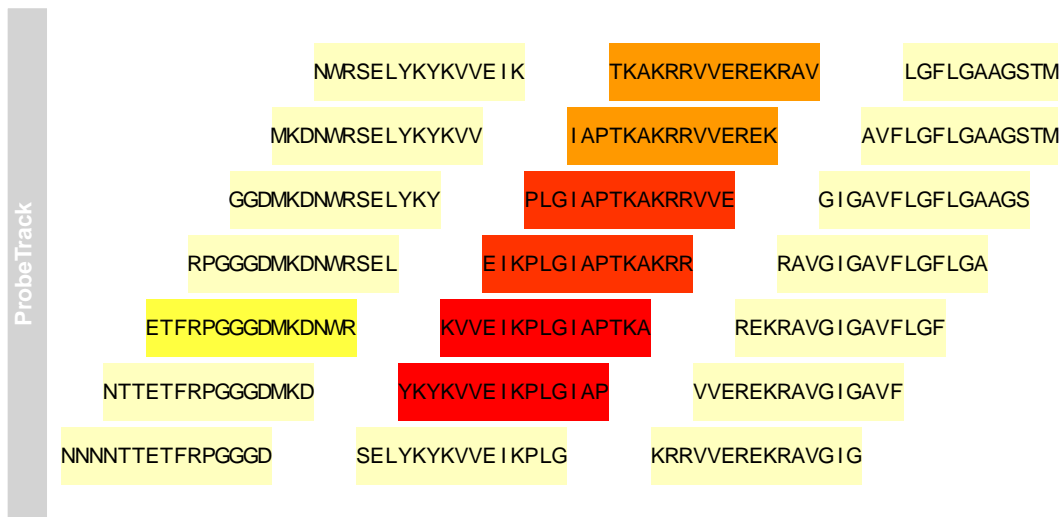 ProbeTrack
NWRSELYKYKVVEIK TKAKRRVVEREKRAV LGFLGAAGSTM
MKDNWRSELYKYKVV IAPTKAKRRVVEREK AVFLGFLGAAGSTM
GGDMKDNWRSELYKY PLGIAPTKAKRRVVE GIGAVFLGFLGAAGS
RPGGGDMKDNWRSEL EIKPLGIAPTKAKRR RAVGIGAVFLGFLGA
ETFRPGGGDMKDNWR KVVEIKPLGIAPTKA REKRAVGIGAVFLGF
NTTETFRPGGGDMKD YKYKVVEIKPLGIAP VVEREKRAVGIGAVF
NNNNTTETFRPGGGD SELYKYKVVEIKPLG KRRVVEREKRAVGIG